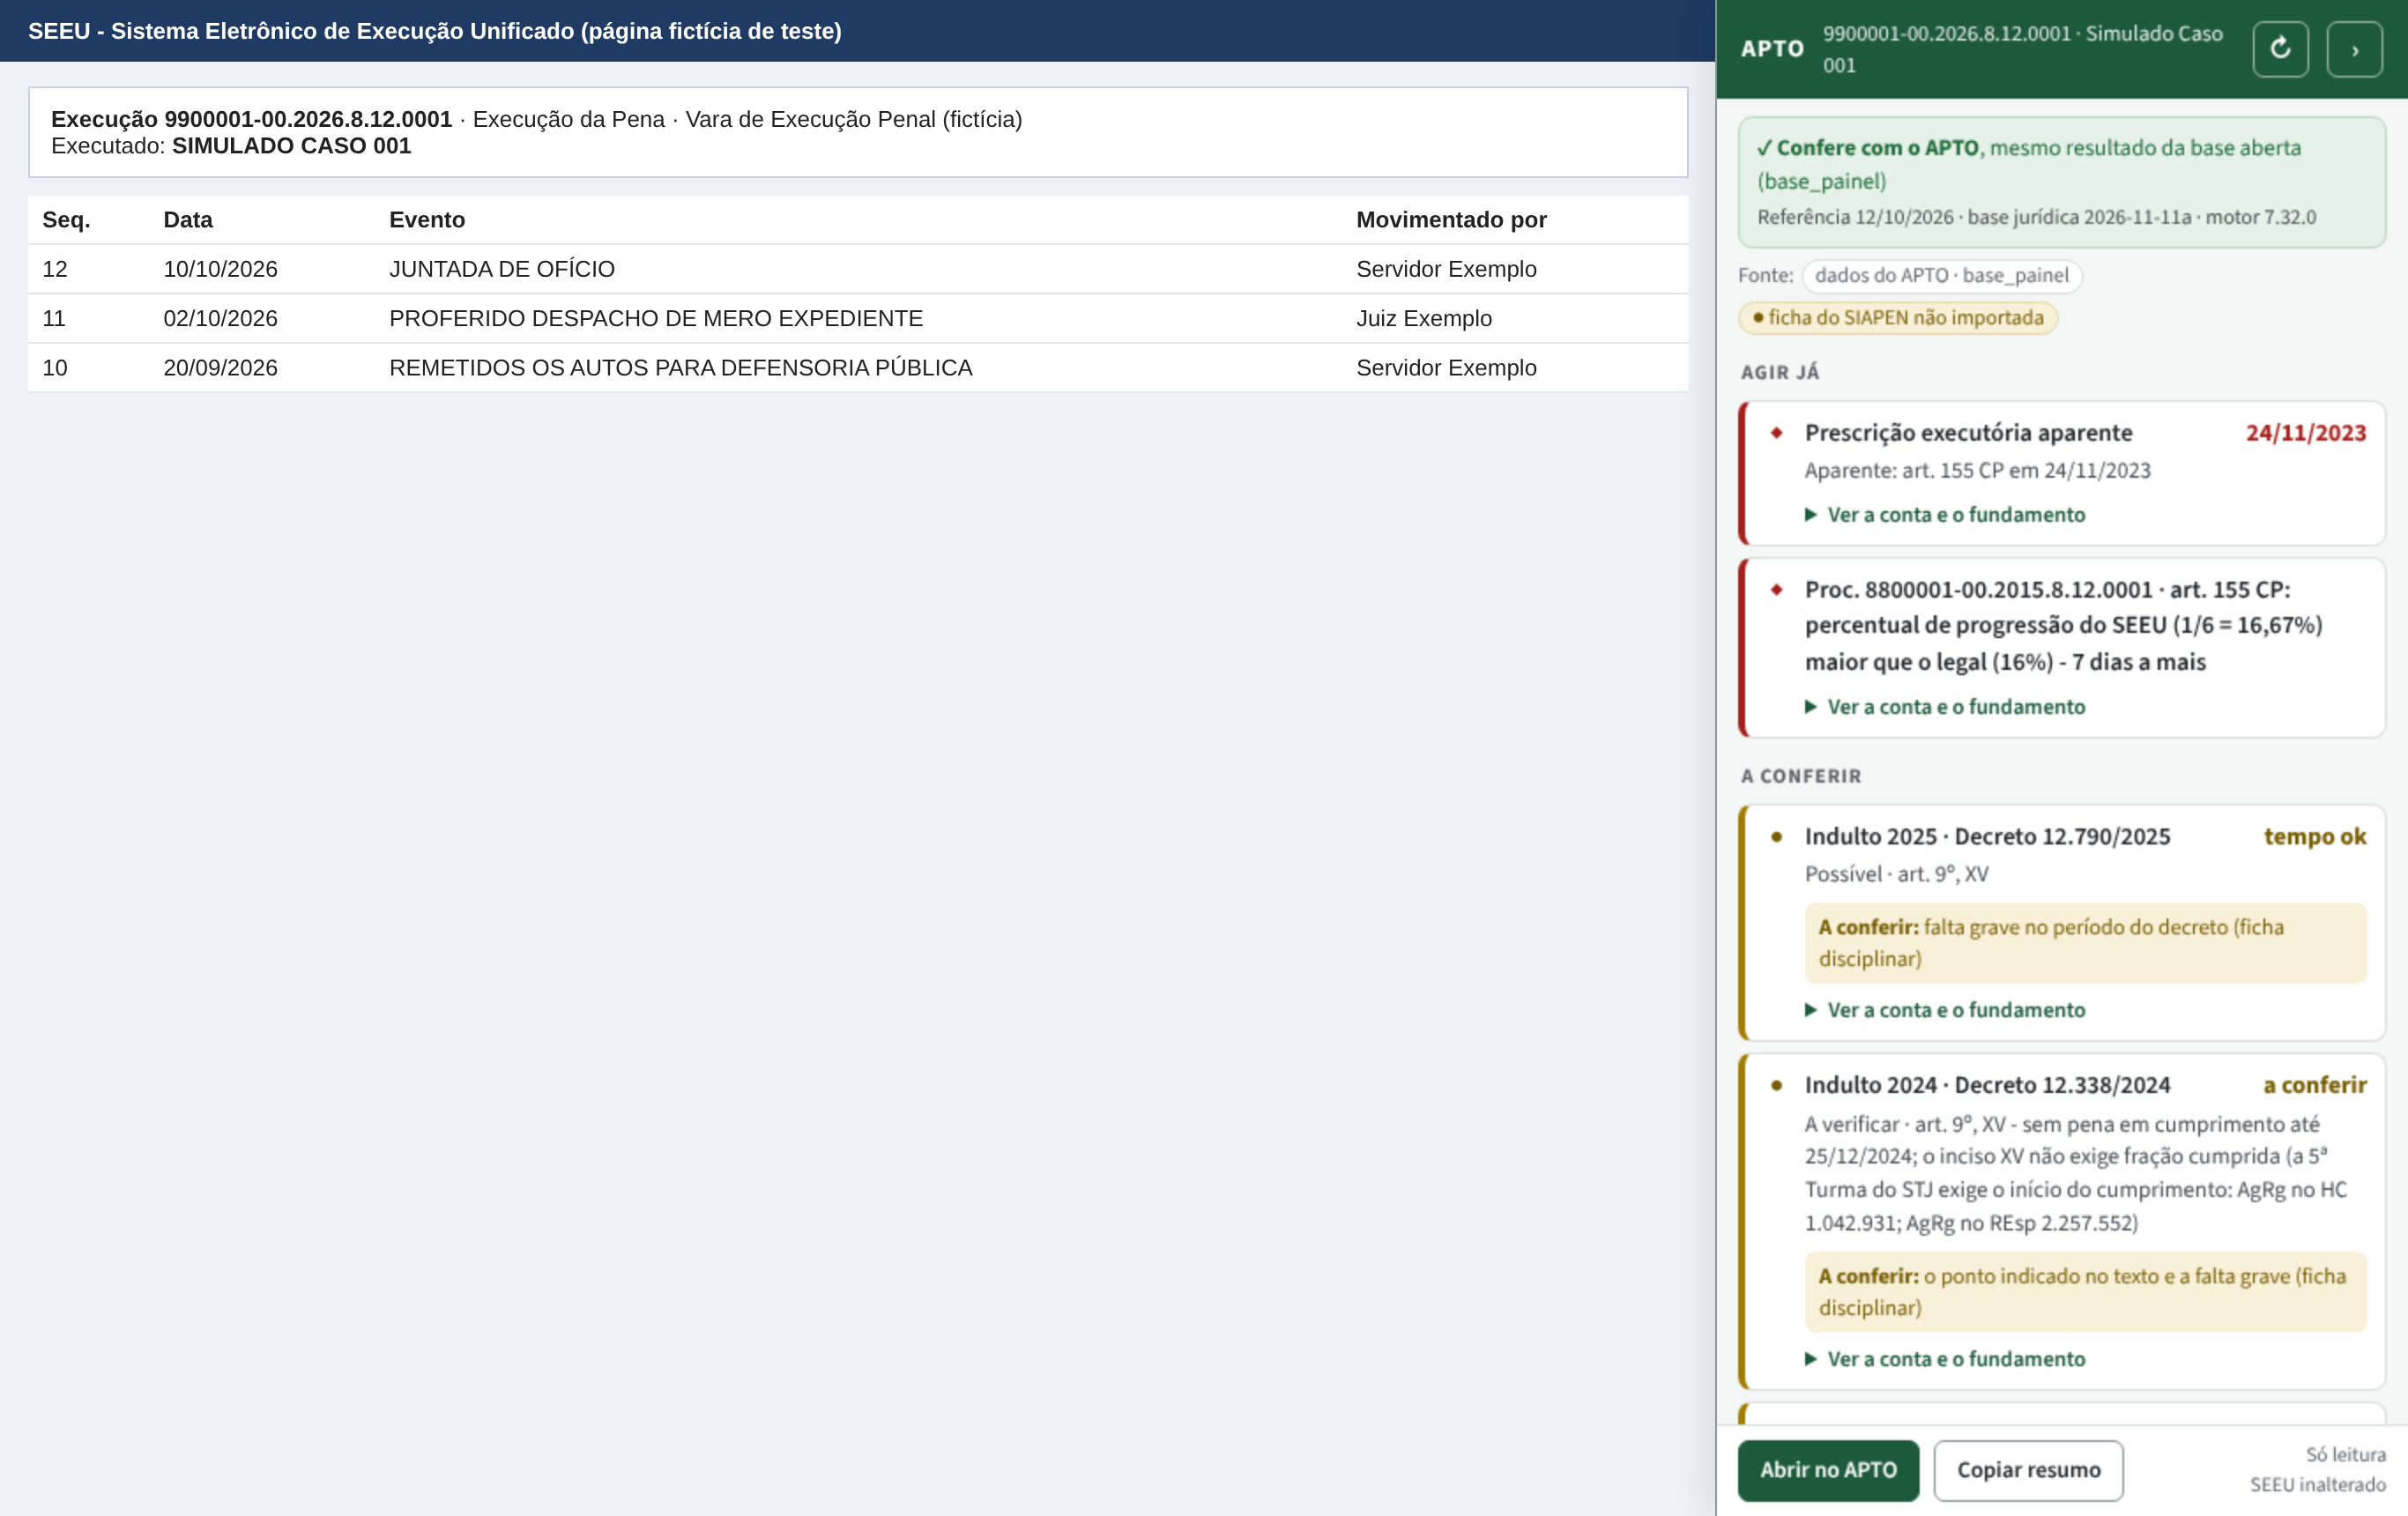 SEEU - Sistema Eletrônico de Execução Unificado (página fictícia de teste)
Execução 9900001-00.2026.8.12.0001 · Execução da Pena · Vara de Execução Penal (fictícia)
Executado: SIMULADO CASO 001
Seq. Data Evento Movimentado por
12 10/10/2026 JUNTADA DE OFÍCIO Servidor Exemplo
11 02/10/2026 PROFERIDO DESPACHO DE MERO EXPEDIENTE Juiz Exemplo
10 20/09/2026 REMETIDOS OS AUTOS PARA DEFENSORIA PÚBLICA Servidor Exemplo
APTO
9900001-00.2026.8.12.0001 · Simulado Caso
001
✓ Confere com o APTO, mesmo resultado da base aberta
(base_painel)
Referência 12/10/2026 · base jurídica 2026-11-11a · motor 7.32.0
Fonte: dados do APTO · base_painel
ficha do SIAPEN não importada
AGIR JÁ
Prescrição executória aparente 24/11/2023
Aparente: art. 155 CP em 24/11/2023
Ver a conta e o fundamento
Proc. 8800001-00.2015.8.12.0001 · art. 155 CP:
percentual de progressão do SEEU (1/6 = 16,67%)
maior que o legal (16%) - 7 dias a mais
Ver a conta e o fundamento
A CONFERIR
Indulto 2025 · Decreto 12.790/2025 tempo ok
Possível · art. 9º, XV
A conferir: falta grave no período do decreto (ficha
disciplinar)
Ver a conta e o fundamento
Indulto 2024 · Decreto 12.338/2024 a conferir
A verificar · art. 9º, XV - sem pena em cumprimento até
25/12/2024; o inciso XV não exige fração cumprida (a 5ª
Turma do STJ exige o início do cumprimento: AgRg no HC
1.042.931; AgRg no REsp 2.257.552)
A conferir: o ponto indicado no texto e a falta grave (ficha
disciplinar)
Ver a conta e o fundamento
Abrir no APTO
Copiar resumo
Só leitura
SEEU inalterado